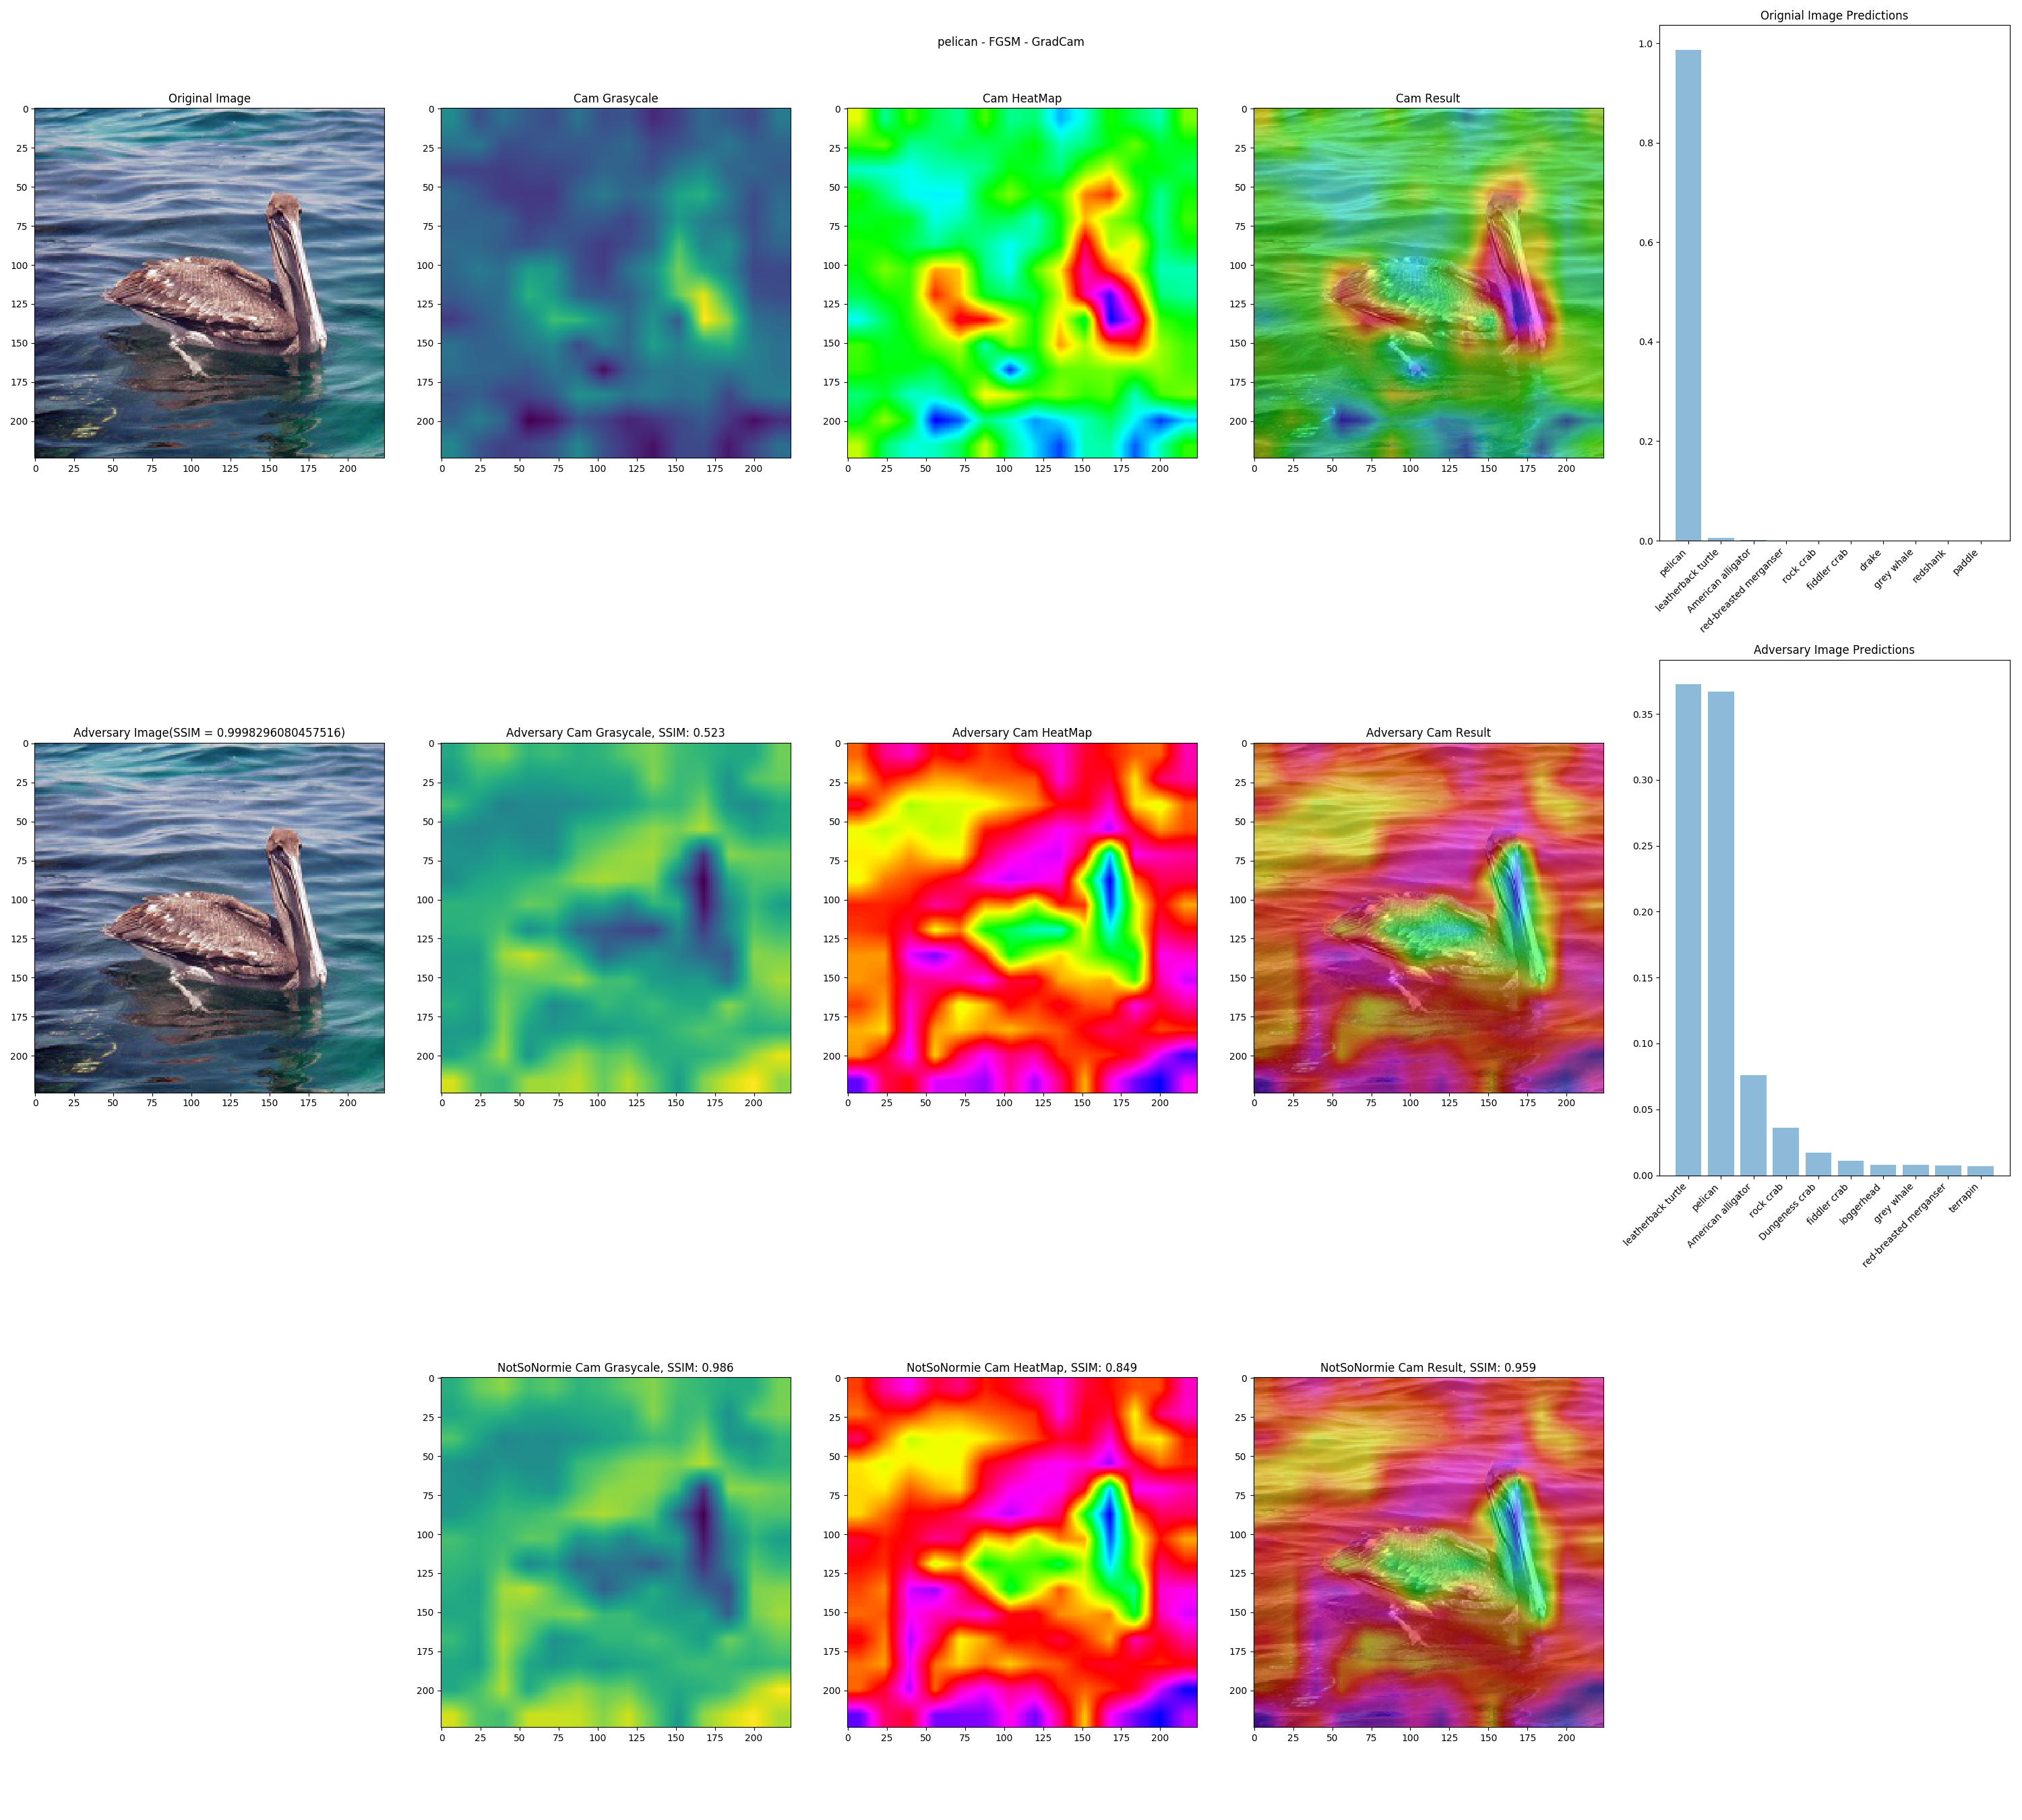 pelican - FGSM - GradCam
Original Image
0
25
50
75
100
125
150
175
200
0 25 50 75 100 125 150 175 200
Cam Grasycale
0
25
50
75
100
125
150
175
200
0 25 50 75 100 125 150 175 200
Cam HeatMap
0
25
50
75
100
125
150
175
200
0 25 50 75 100 125 150 175 200
Cam Result
0
25
50
75
100
125
150
175
200
0 25 50 75 100 125 150 175 200
Orignial Image Predictions
1.0
0.8
0.6
0.4
0.2
0.0
pelican
leatherback turtle
American alligator
red-breasted merganser
rock crab
fiddler crab
drake
grey whale
redshank
paddle
Adversary Image(SSIM = 0.9998296080457516)
0
25
50
75
100
125
150
175
200
0 25 50 75 100 125 150 175 200
Adversary Cam Grasycale, SSIM: 0.523
0
25
50
75
100
125
150
175
200
0 25 50 75 100 125 150 175 200
Adversary Cam HeatMap
0
25
50
75
100
125
150
175
200
0 25 50 75 100 125 150 175 200
Adversary Cam Result
0
25
50
75
100
125
150
175
200
0 25 50 75 100 125 150 175 200
Adversary Image Predictions
0.35
0.30
0.25
0.20
0.15
0.10
0.05
0.00
leatherback turtle
pelican
American alligator
rock crab
Dungeness crab
fiddler crab
loggerhead
grey whale
red-breasted merganser
terrapin
NotSoNormie Cam Grasycale, SSIM: 0.986
0
25
50
75
100
125
150
175
200
0 25 50 75 100 125 150 175 200
NotSoNormie Cam HeatMap, SSIM: 0.849
0
25
50
75
100
125
150
175
200
0 25 50 75 100 125 150 175 200
NotSoNormie Cam Result, SSIM: 0.959
0
25
50
75
100
125
150
175
200
0 25 50 75 100 125 150 175 200